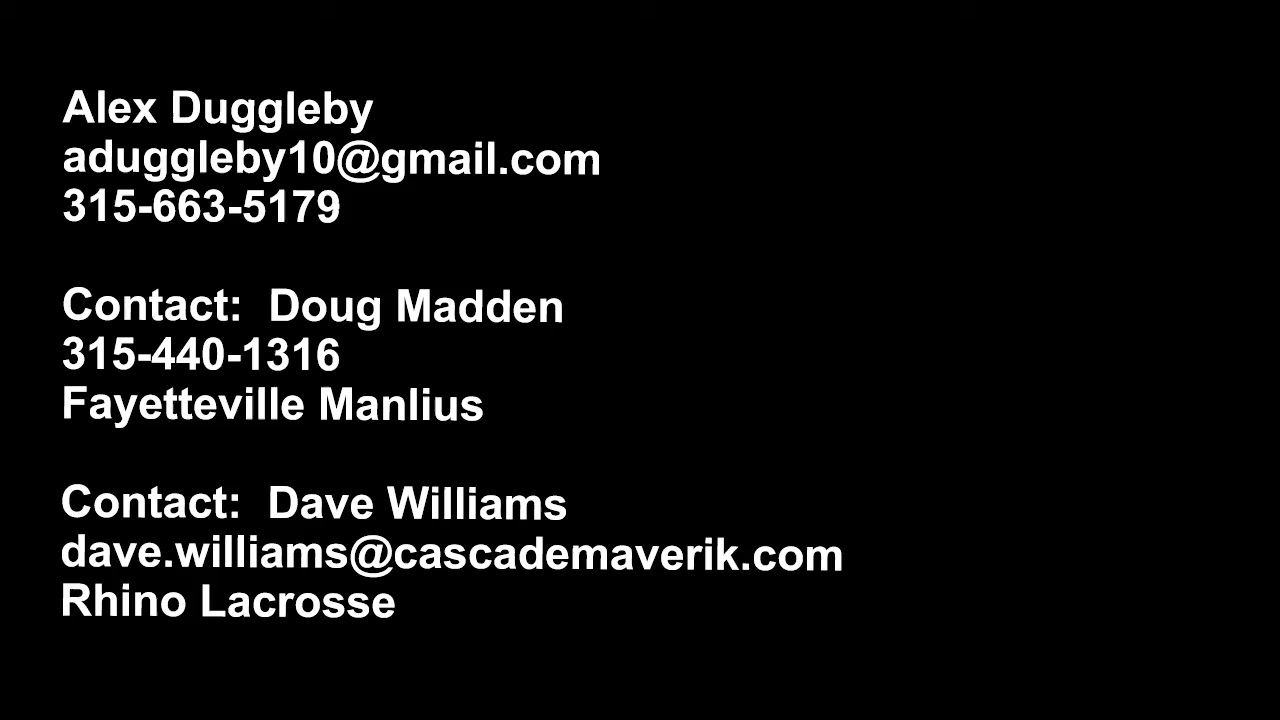 Alex Duggleby
aduggleby10@gmail.com
315-663-5179
Contact:  Doug Madden
315-440-1316
Fayetteville Manlius
Contact:  Dave Williams
dave.williams@cascademaverik.com
Rhino Lacrosse